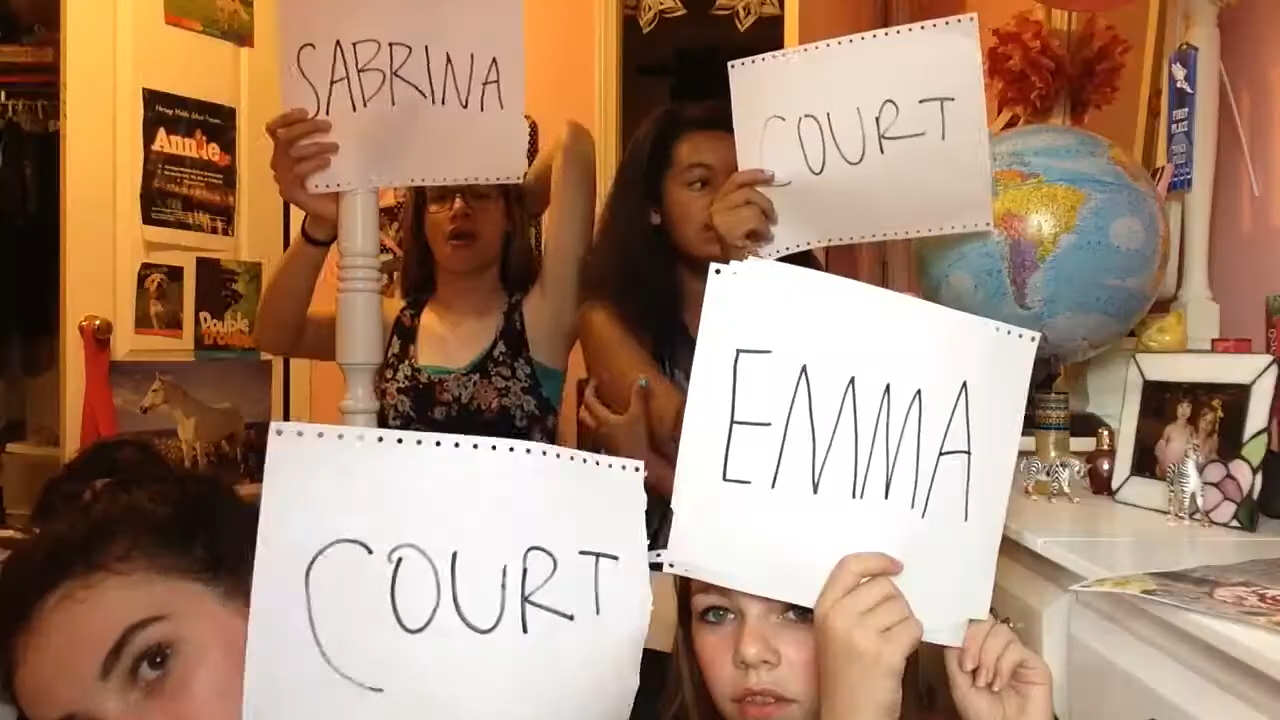 SABRINA
COURT
Annie
Double
Trouble
FIRST
PLACE
EMMA
COURT